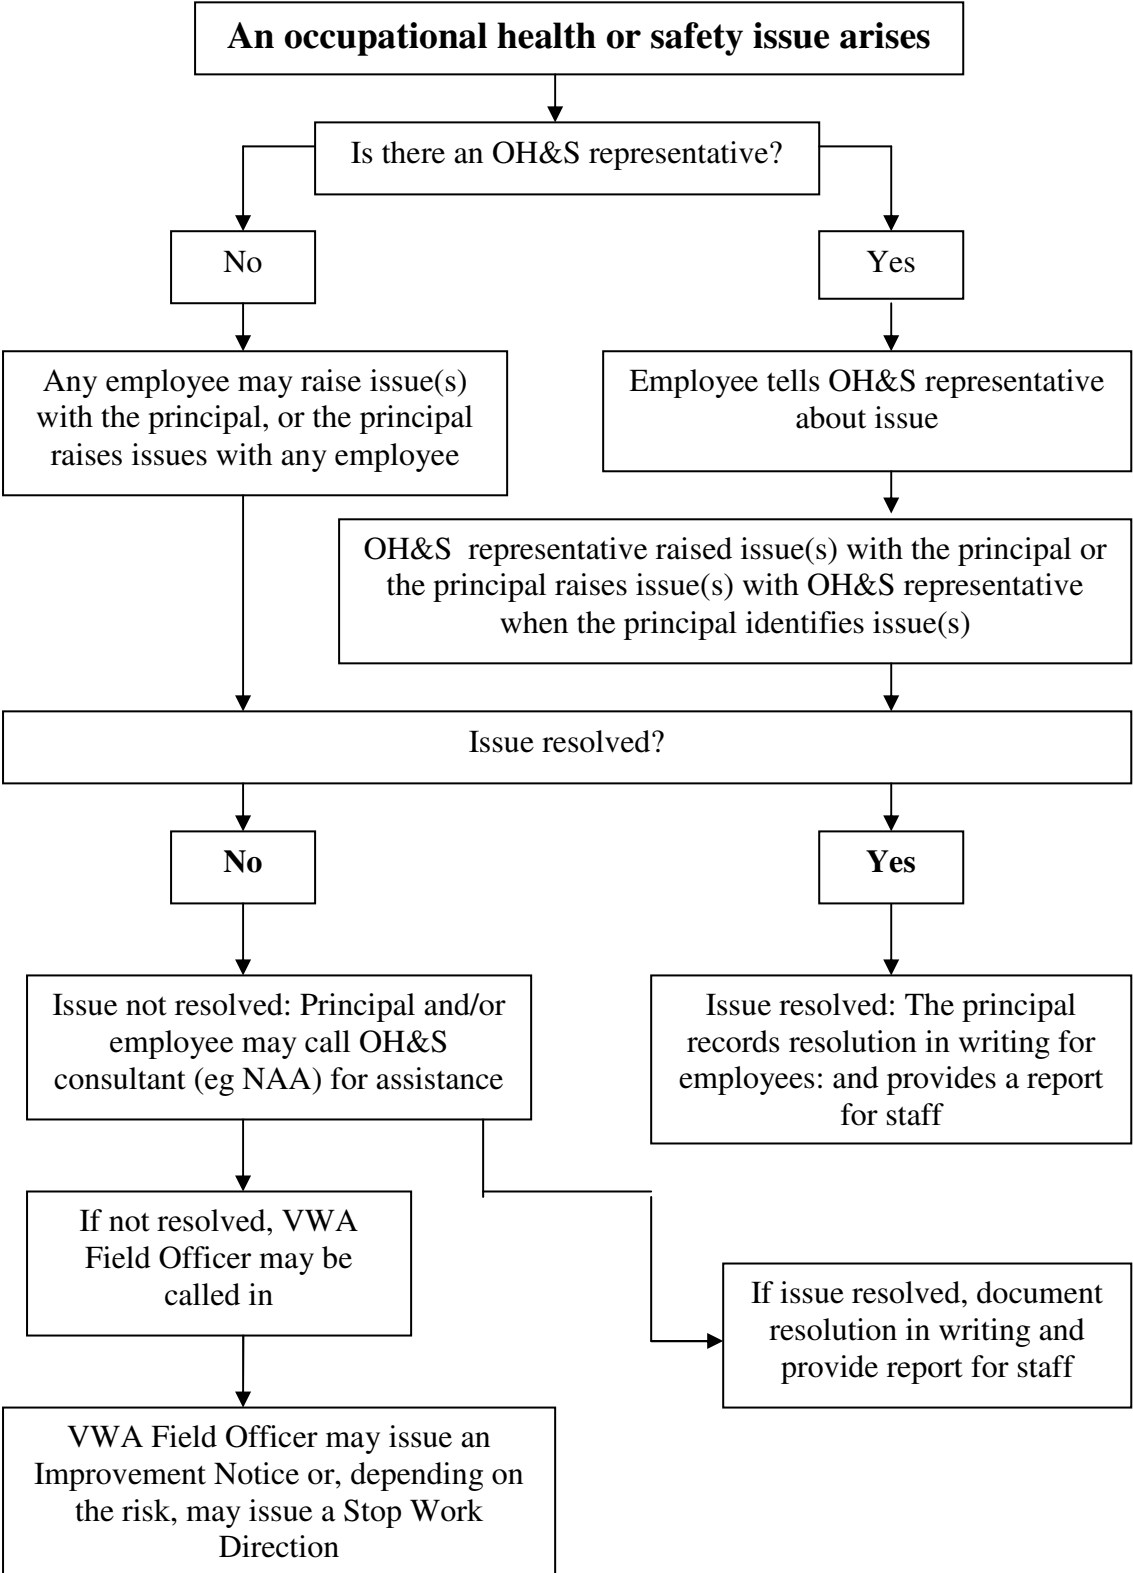 An occupational health or safety issue arises
Is there an OH&S representative?
No
Yes
Any employee may raise issue(s)
with the principal, or the principal
raises issues with any employee
Employee tells OH&S representative
about issue
OH&S  representative raised issue(s) with the principal or
the principal raises issue(s) with OH&S representative
when the principal identifies issue(s)
Issue resolved?
No
Yes
Issue not resolved: Principal and/or
employee may call OH&S
consultant (eg NAA) for assistance
Issue resolved: The principal
records resolution in writing for
employees: and provides a report
for staff
If not resolved, VWA
Field Officer may be
called in
If issue resolved, document
resolution in writing and
provide report for staff
VWA Field Officer may issue an
Improvement Notice or, depending on
the risk, may issue a Stop Work
Direction